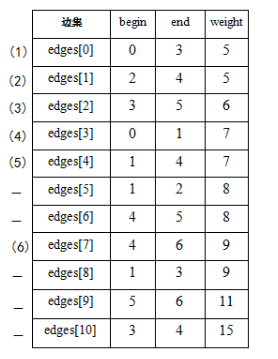 边集 begin end weight
(1) edges[0] 0 3 5
(2) edges[1] 2 4 5
(3) edges[2] 3 5 6
(4) edges[3] 0 1 7
(5) edges[4] 1 4 7
— edges[5] 1 2 8
— edges[6] 4 5 8
(6) edges[7] 4 6 9
— edges[8] 1 3 9
— edges[9] 5 6 11
— edges[10] 3 4 15